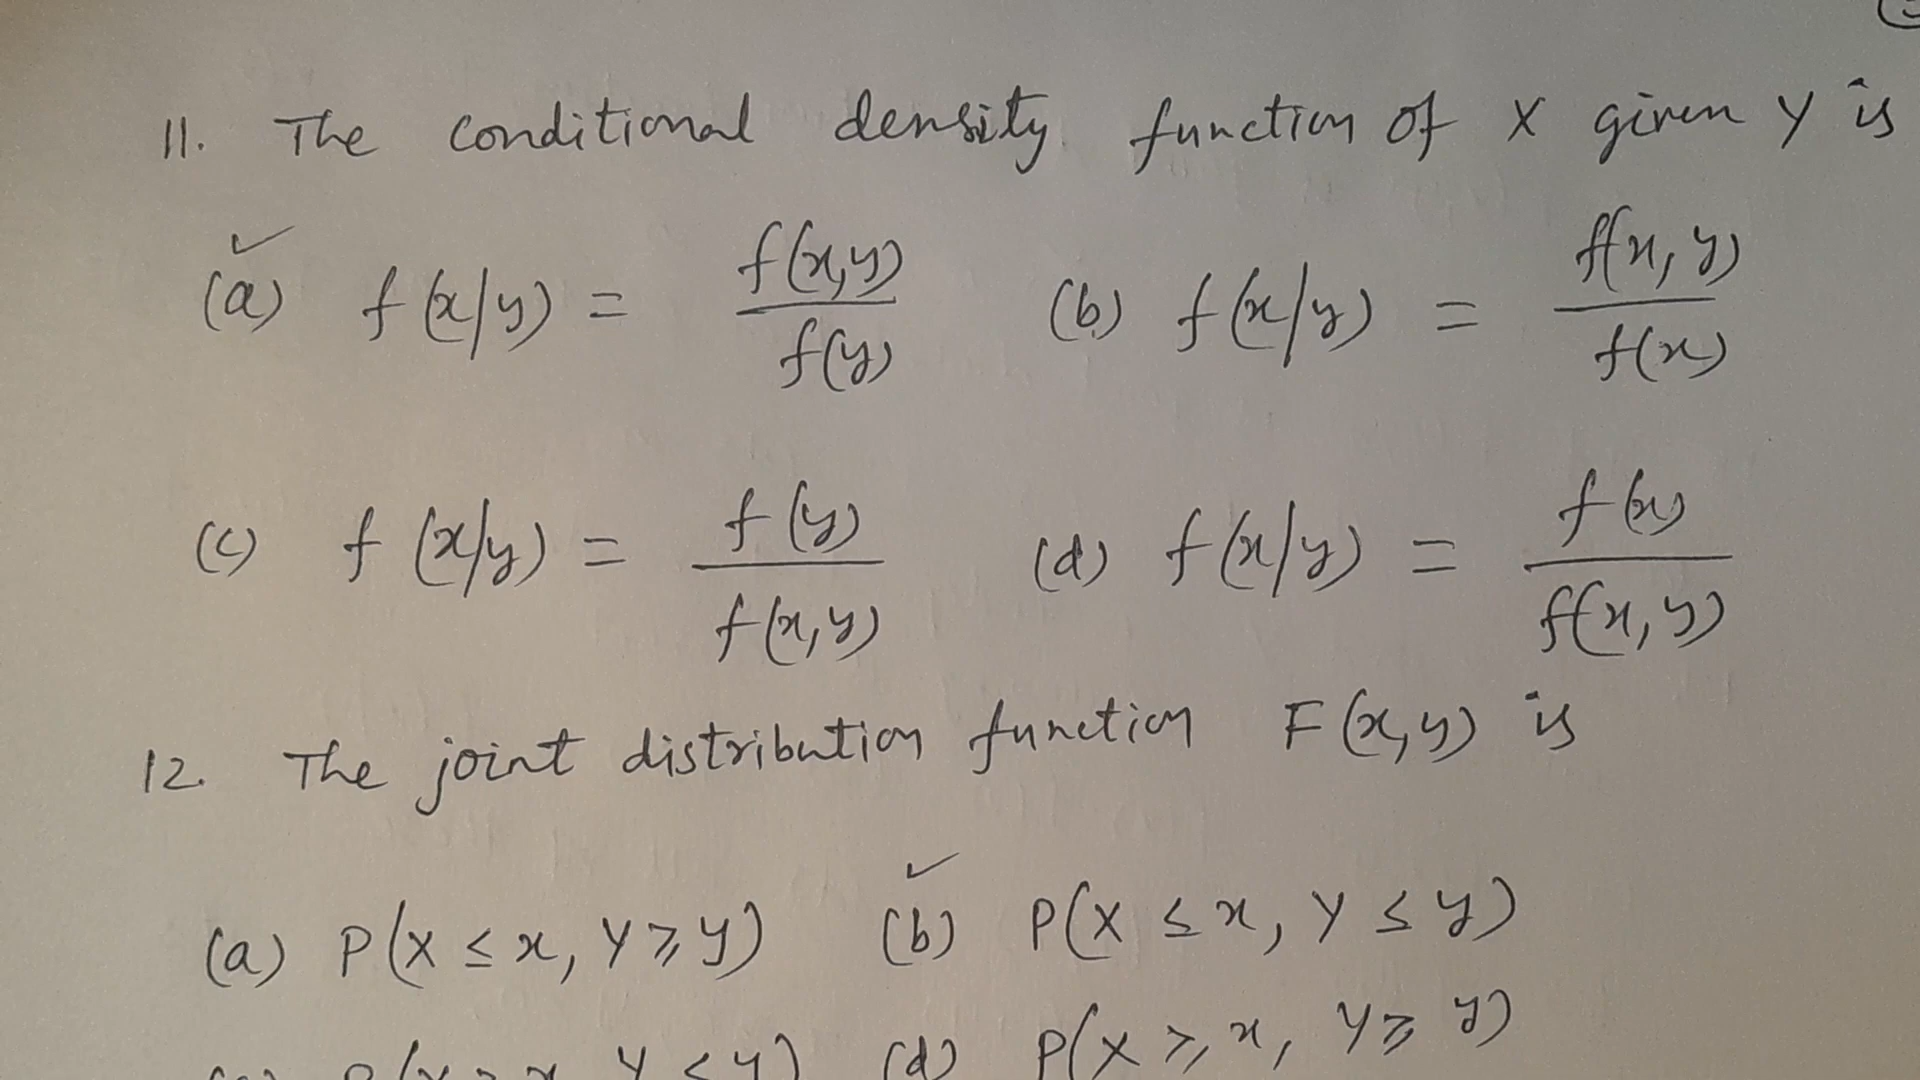 11. The conditional density function of X given Y is
✓(a) f(x/y) = f(x,y) / f(y) (b) f(x/y) = f(x,y) / f(x)
(c) f(x/y) = f(y) / f(x,y) (d) f(x/y) = f(x) / f(x,y)
12. The joint distribution function F(x,y) is
(a) P(X ≤ x, Y ≥ y) ✓(b) P(X ≤ x, Y ≤ y)
(d) P(X ≥ x, Y ≥ y)